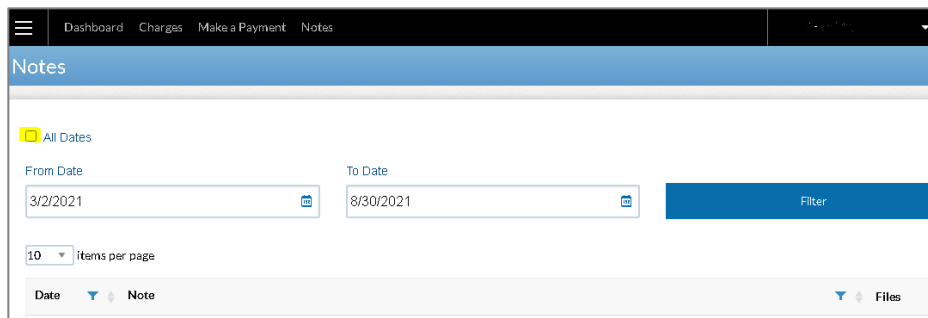 Dashboard Charges Make a Payment Notes
Notes
All Dates
From Date To Date
3/2/2021 8/30/2021 Filter
10 items per page
Date Note Files